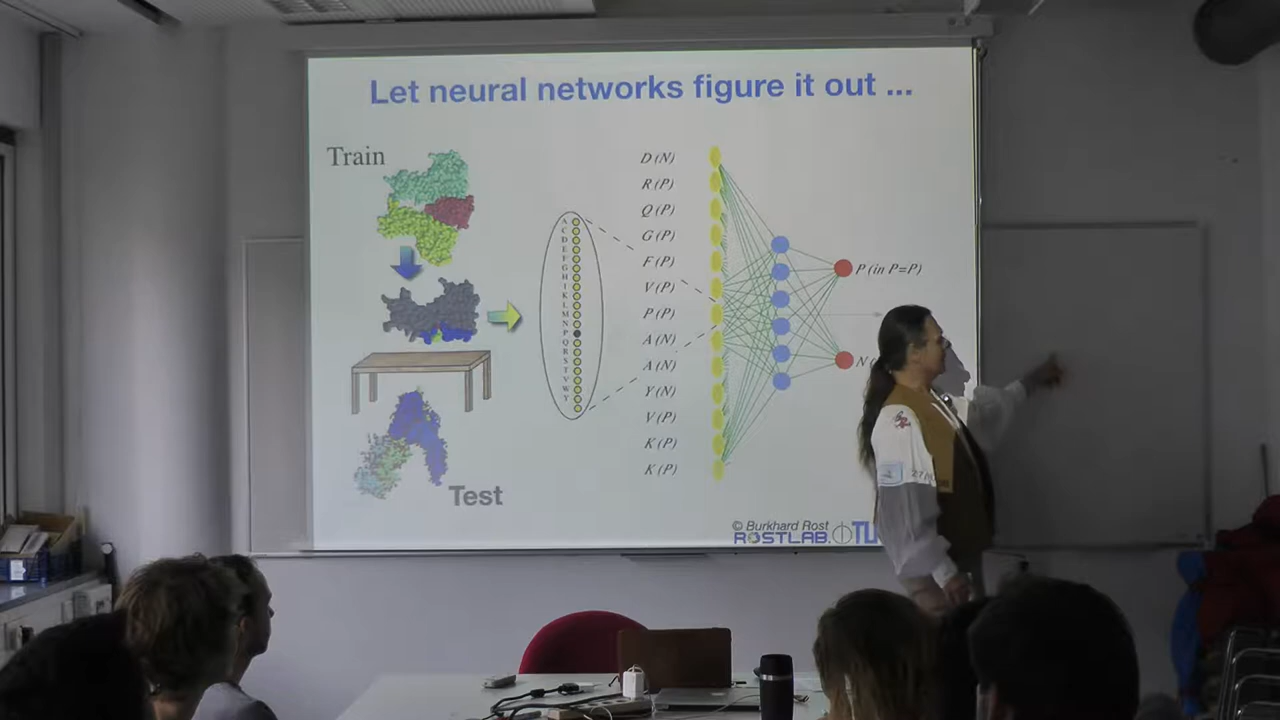 Let neural networks figure it out ...
Train
A
C
D
E
F
G
H
I
K
L
M
N
P
Q
R
S
T
V
W
Y
D (N)
R (P)
Q (P)
G (P)
F (P)
V (P)
P (P)
A (N)
A (N)
Y (N)
V (P)
K (P)
K (P)
P (in P=P)
N (
Test
© Burkhard Rost
ROSTLAB.